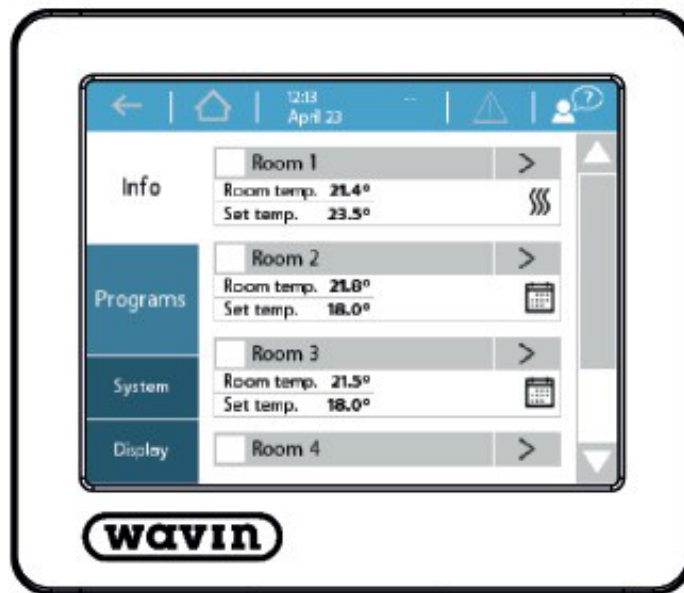 12:13
April 23
--
?
Info
Programs
System
Display
Room 1
>
Room temp. 21.4°
Set temp. 23.5°
Room 2
>
Room temp. 21.8°
Set temp. 18.0°
Room 3
>
Room temp. 21.5°
Set temp. 18.0°
Room 4
>
wavin